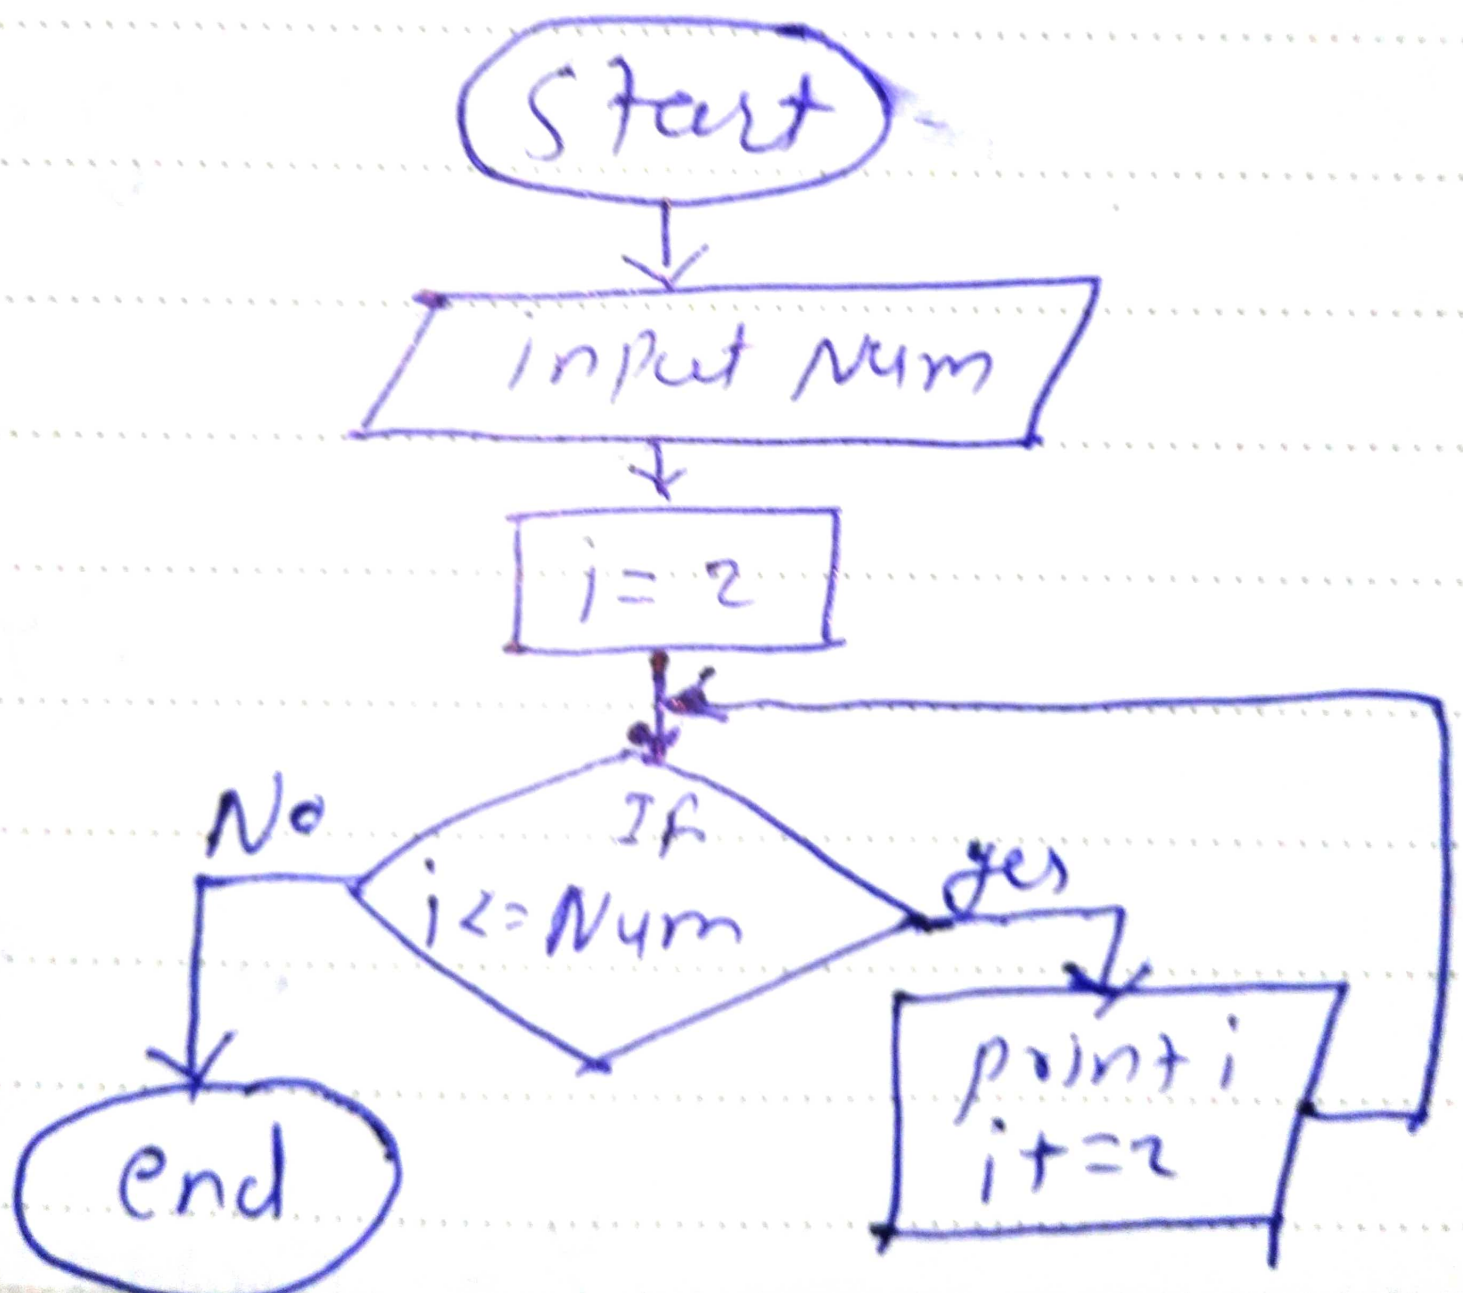 Start
input Num
i = 2
If
i <= Num
No
yes
print i
i += 2
end